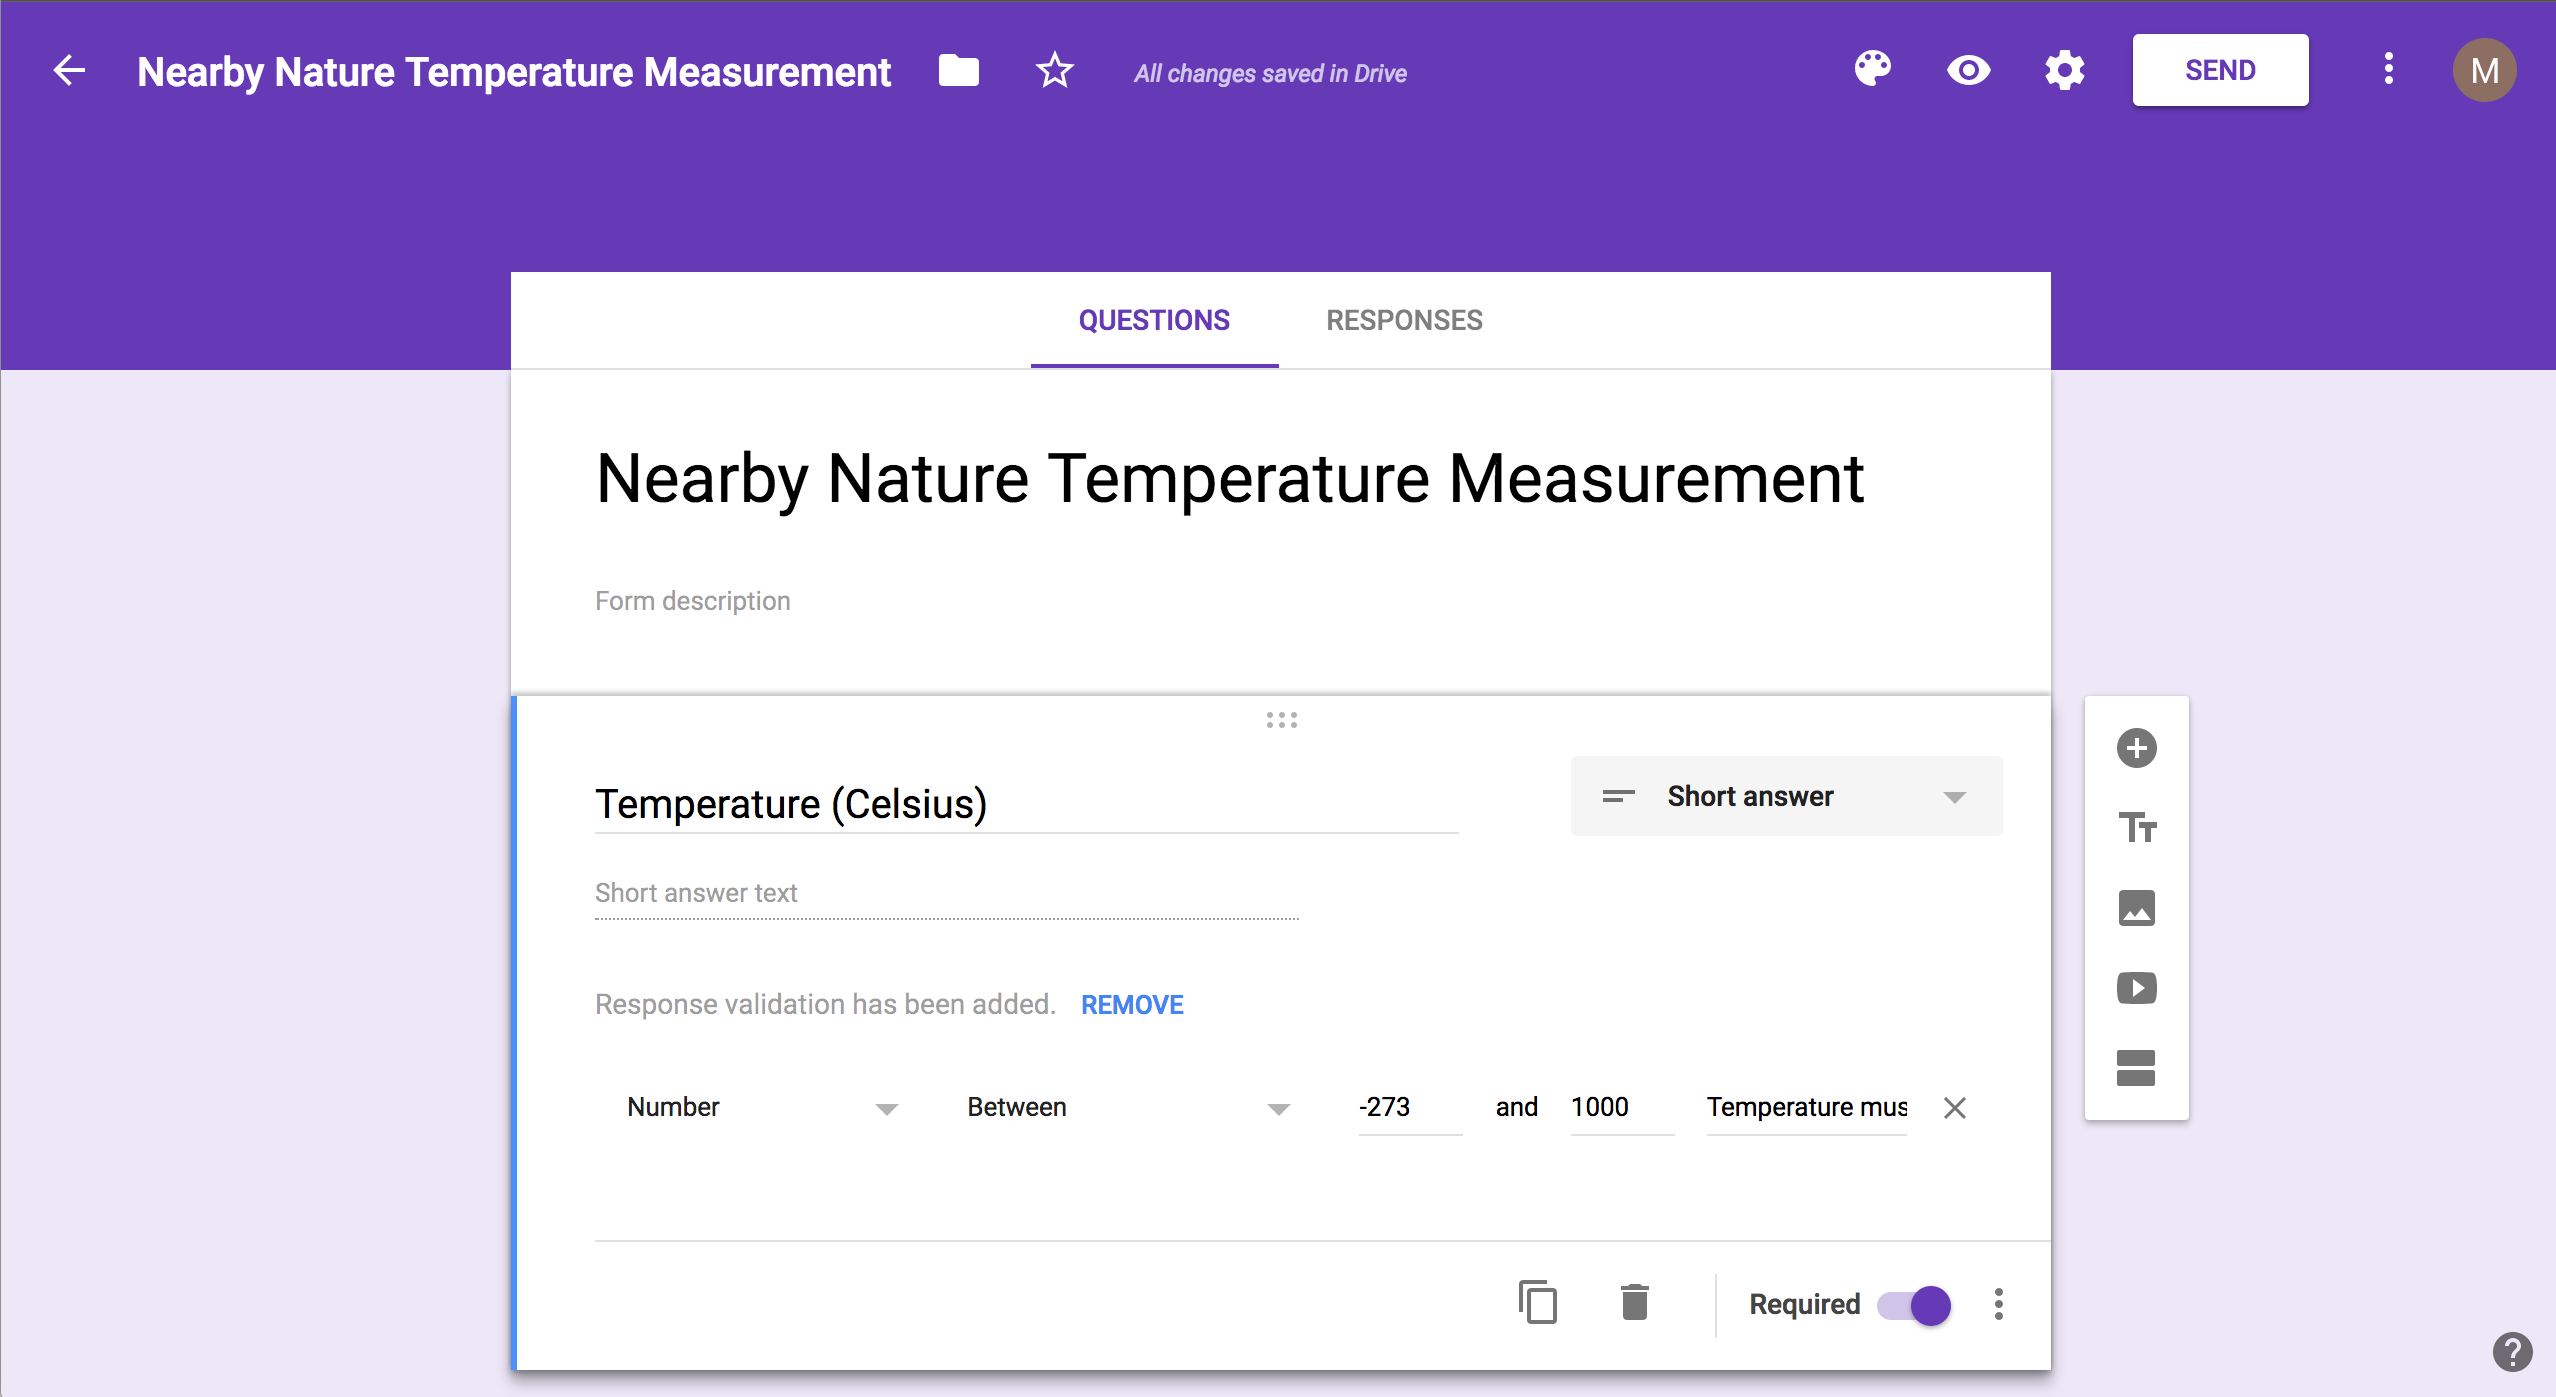 Nearby Nature Temperature Measurement All changes saved in Drive SEND M
QUESTIONS RESPONSES
Nearby Nature Temperature Measurement
Form description
Temperature (Celsius) Short answer
Short answer text
Response validation has been added. REMOVE
Number Between -273 and 1000 Temperature mus
Required